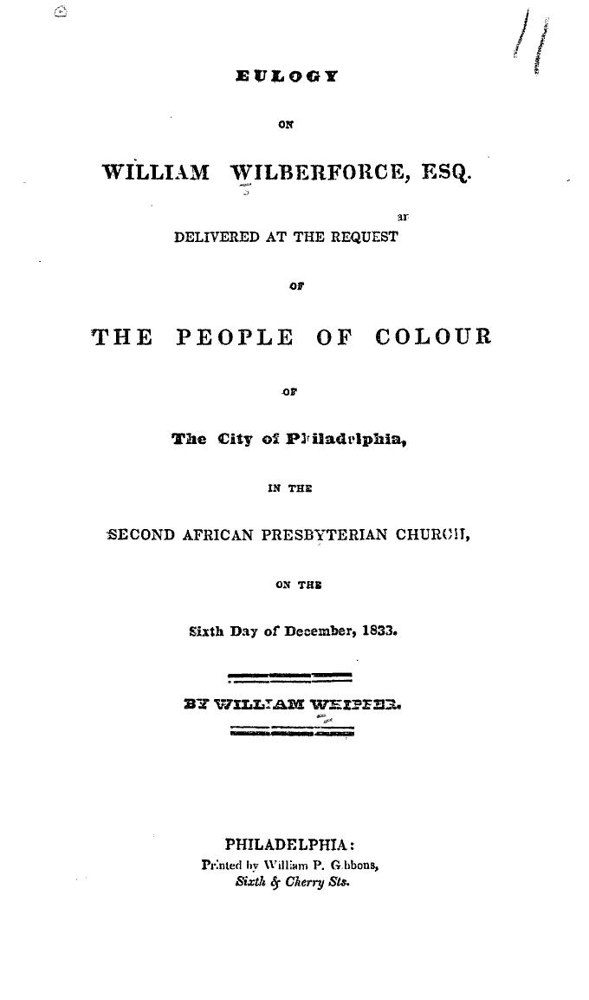 11
EULOGY
ON
WILLIAM WILBERFORCE, ESQ.
ar
DELIVERED AT THE REQUEST
OF
THE PEOPLE OF COLOUR
OF
The City of Philadelphia,
IN THE
SECOND AFRICAN PRESBYTERIAN CHURCH,
ON THE
Sixth Day of December, 1833.
BY WILLIAM WHIPPER.
PHILADELPHIA:
Printed by William P. Gibbons,
Sixth & Cherry Sts.